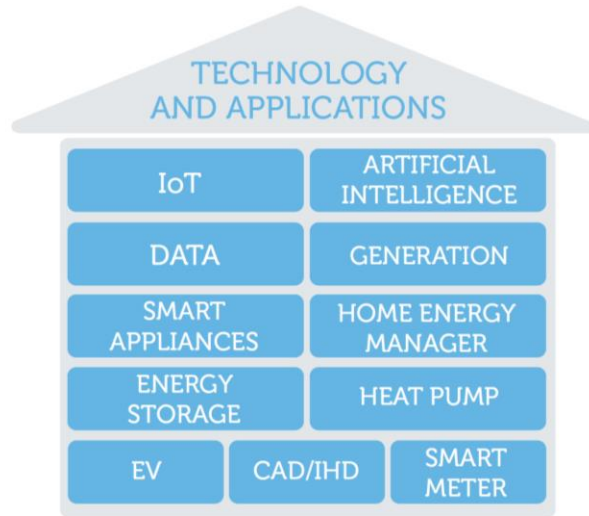 TECHNOLOGY
AND APPLICATIONS
IoT
ARTIFICIAL
INTELLIGENCE
DATA
GENERATION
SMART
APPLIANCES
HOME ENERGY
MANAGER
ENERGY
STORAGE
HEAT PUMP
EV
CAD/IHD
SMART
METER